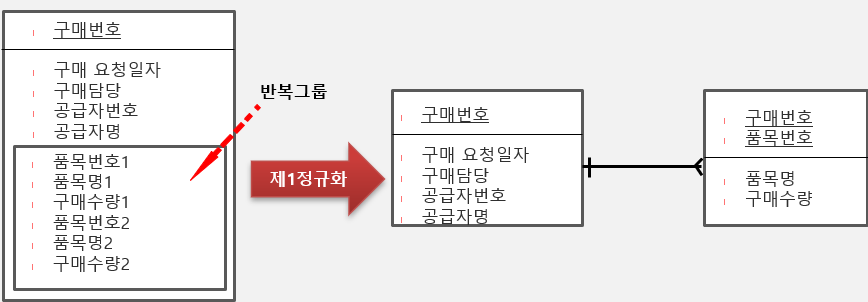 구매번호
구매 요청일자
구매담당
공급자번호
공급자명
품목번호1
품목명1
구매수량1
품목번호2
품목명2
구매수량2
반복그룹
제1정규화
구매번호
구매 요청일자
구매담당
공급자번호
공급자명
구매번호
품목번호
품목명
구매수량